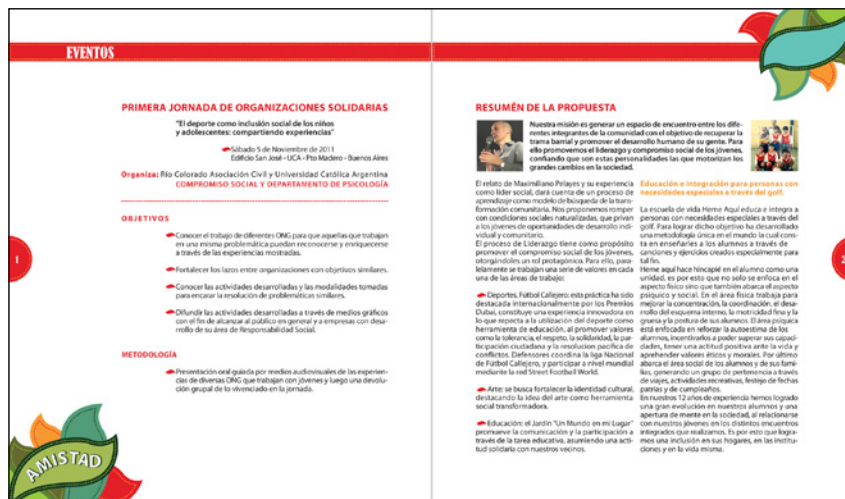 EVENTOS
PRIMERA JORNADA DE ORGANIZACIONES SOLIDARIAS
"El deporte como inclusión social de los niños
y adolescentes: compartiendo experiencias"
Sábado 5 de Noviembre de 2011
Edificio San José - UCA - Pto Madero - Buenos Aires
Organiza: Río Colorado Asociación Civil y Universidad Católica Argentina
COMPROMISO SOCIAL Y DEPARTAMENTO DE PSICOLOGÍA
OBJETIVOS
Conocer el trabajo de diferentes ONG para que aquellas que trabajan
en una misma problemática puedan reconocerse y enriquecerse
a través de las experiencias mostradas.
Fortalecer los lazos entre organizaciones con objetivos similares.
Conocer las actividades desarrolladas y las modalidades tomadas
para encarar la resolución de problemáticas similares.
Difundir las actividades desarrolladas a través de medios gráficos
con el fin de alcanzar al público en general y a empresas con desa-
rrollo de su área de Responsabilidad Social.
METODOLOGÍA
Presentación oral guiada por medios audiovisuales de las experien-
cias de diversas ONG que trabajan con jóvenes y luego una devolu-
ción grupal de lo vivenciado en la jornada.
1
AMISTAD
RESUMÉN DE LA PROPUESTA
Nuestra misión es generar un espacio de encuentro entre los dife-
rentes integrantes de la comunidad con el objetivo de recuperar la
trama barrial y promover el desarrollo humano de su gente. Para
ello promovemos el liderazgo y compromiso social de los jóvenes,
confiando que son estas personalidades las que motorizan los
grandes cambios en la sociedad.
El relato de Maximiliano Pelayes y su experiencia
como líder social, dará cuenta de un proceso de
aprendizaje como modelo de búsqueda de la trans-
formación comunitaria. Nos proponemos romper
con condiciones sociales naturalizadas, que privan
a los jóvenes de oportunidades de desarrollo indi-
vidual y comunitario.
El proceso de Liderazgo tiene como propósito
promover el compromiso social de los jóvenes,
otorgándoles un rol protagónico. Para ello, para-
lelamente se trabajan una serie de valores en cada
una de las áreas de trabajo:
Deportes. Fútbol Callejero: esta práctica ha sido
destacada internacionalmente por los Premios
Dubai, constituye una experiencia innovadora en
lo que repecta a la utilización del deporte como
herramienta de educación, al promover valores
como la tolerancia, el respeto, la solidaridad, la par-
ticipación ciudadana y la resolucion pacifica de
conflictos. Defensores coordina la liga Nacional
de Fútbol Callejero, y participar a nivel mundial
mediante la red Street Football World.
Arte: se busca fortalecer la identidad cultural,
destacando la idea del arte como herramienta
social transformadora.
Educación: el Jardín "Un Mundo en mi Lugar"
promueve la comunicación y la participación a
través de la tarea educativa, asumiendo una acti-
tud solidaria con nuestros vecinos.
Educación e integración para personas con
necesidades especiales a través del golf.
La escuela de vida Heme Aquí educa e integra a
personas con necesidades especiales a través del
golf. Para lograr dicho objetivo ha desarrollado
una metodología única en el mundo la cual cons-
ta en enseñarles a los alumnos a través de
canciones y ejercicios creados especialmente para
tal fin.
Heme aquí hace hincapié en el alumno como una
unidad, es por esto que no solo se enfoca en el
aspecto físico sino que también abarca el aspecto
psíquico y social. En el área física trabaja para
mejorar la concentración, la coordinación, el desa-
rrollo del esquema interno, la motricidad fina y la
gruesa y la postura de sus alumnos. El área psíquica
está enfocada en reforzar la autoestima de los
alumnos, incentivarlos a poder superar sus capaci-
dades, tener una actitud positiva ante la vida y
aprehender valores éticos y morales. Por último
abarca el área social de los alumnos y de sus fami-
lias, generando un grupo de pertenencia a través
de viajes, actividades recreativas, festejo de fechas
patrias y de cumpleaños.
En nuestros 12 años de experiencia hemos logrado
una gran evolución en nuestros alumnos y una
apertura de mente en la sociedad, al relacionarse
con nuestros jóvenes en los distintos encuentros
integrados que realizamos. Es por esto que logra-
mos una inclusión en sus hogares, en las institu-
ciones y en la vida misma.
2